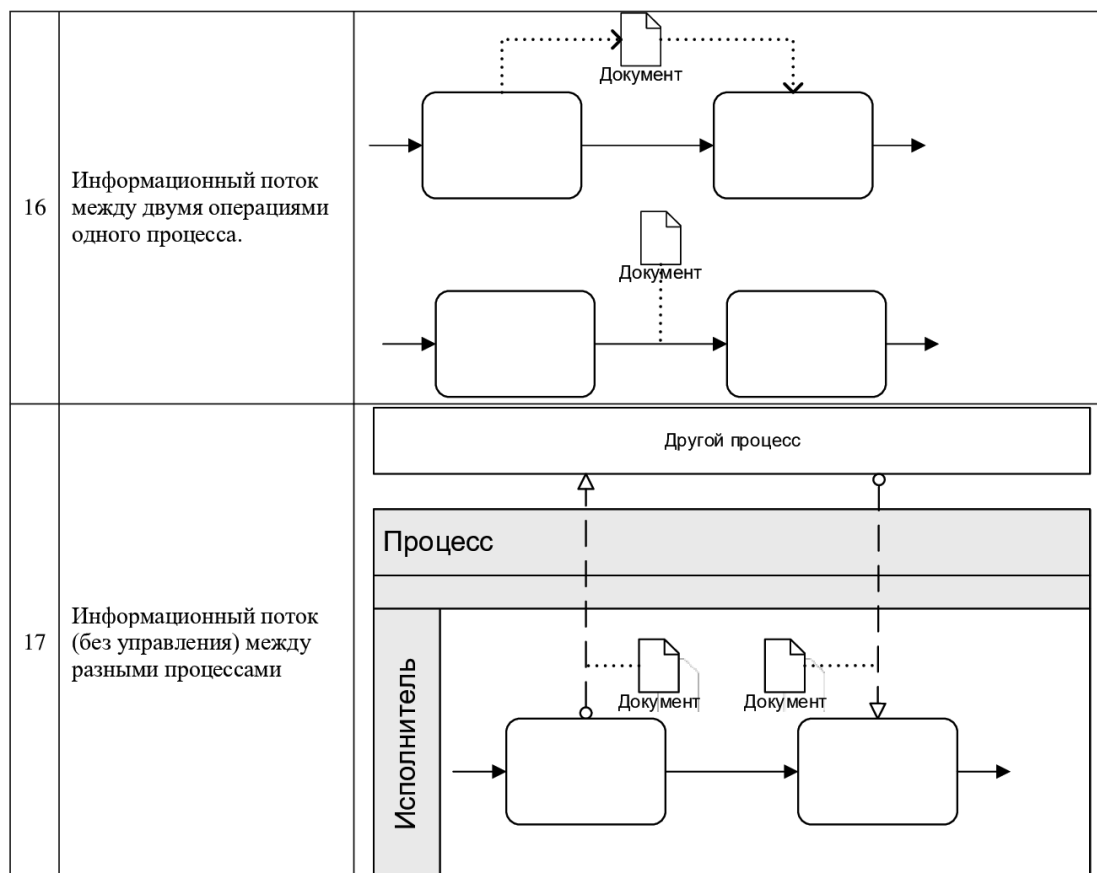 Документ
16
Информационный поток
между двумя операциями
одного процесса.
Документ
Другой процесс
Процесс
17
Информационный поток
(без управления) между
разными процессами
Исполнитель
Документ
Документ